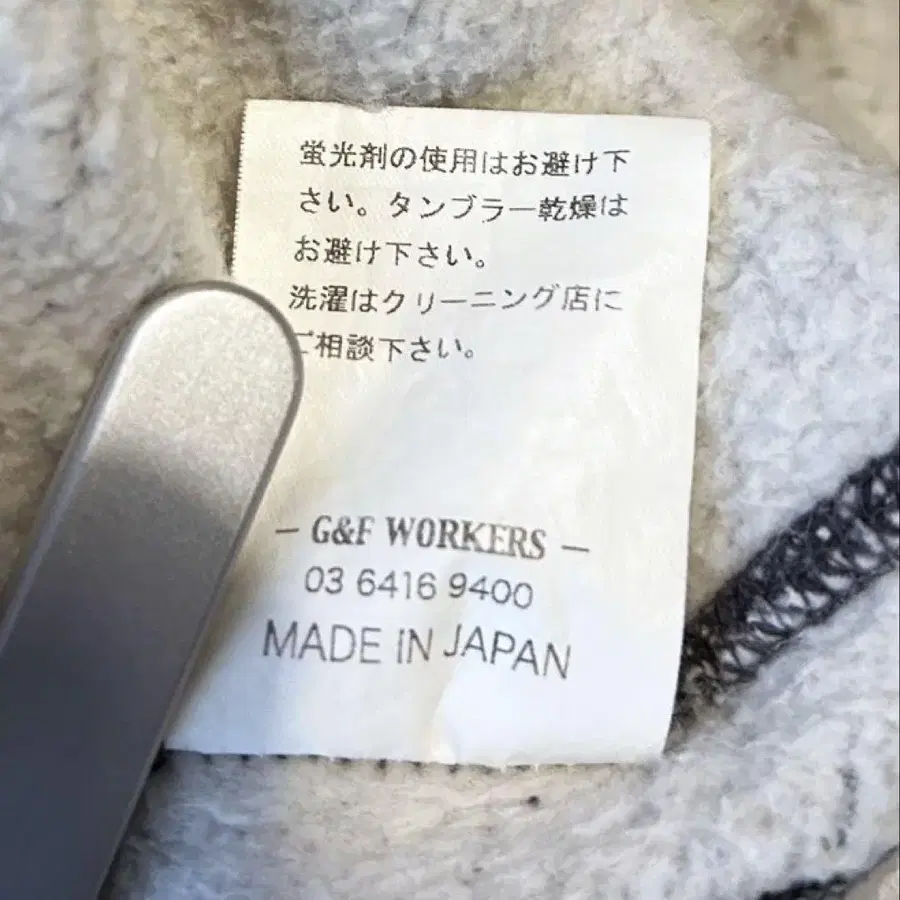 蛍光剤の使用はお避け下
さい。タンブラー乾燥は
お避け下さい。
洗濯はクリーニング店に
ご相談下さい。
— G&F WORKERS —
03 6416 9400
MADE IN JAPAN